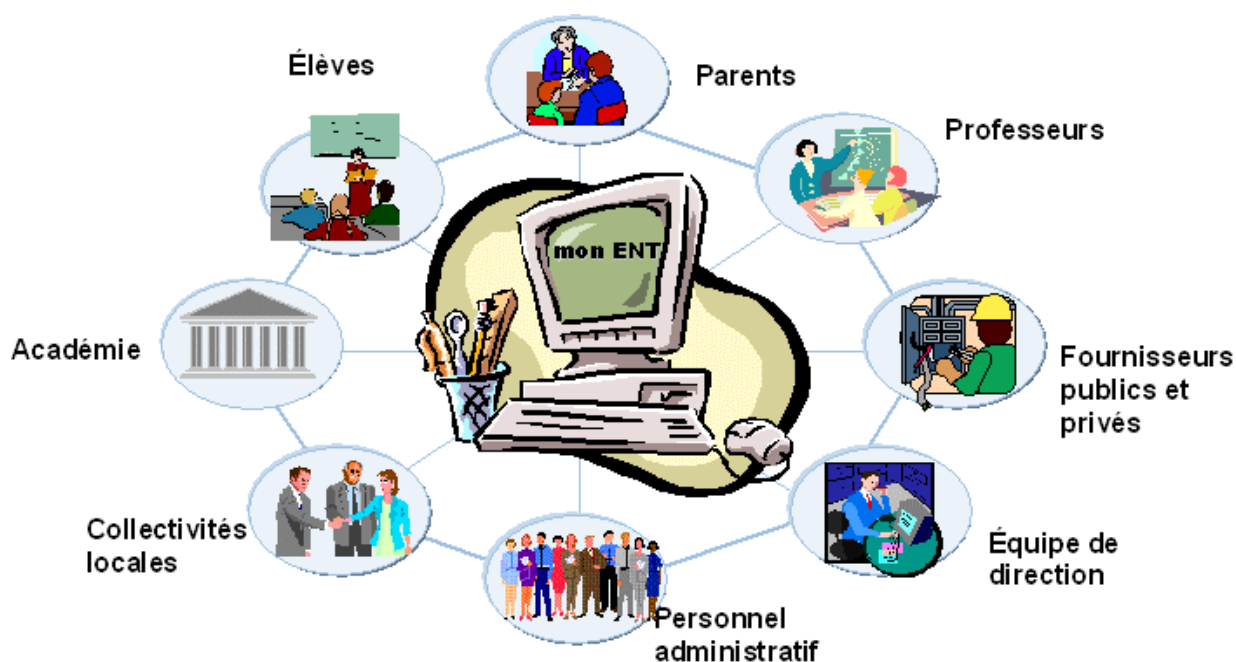 Élèves
Parents
Professeurs
mon ENT
Académie
Fournisseurs
publics et
privés
Collectivités
locales
Équipe de
direction
Personnel
administratif